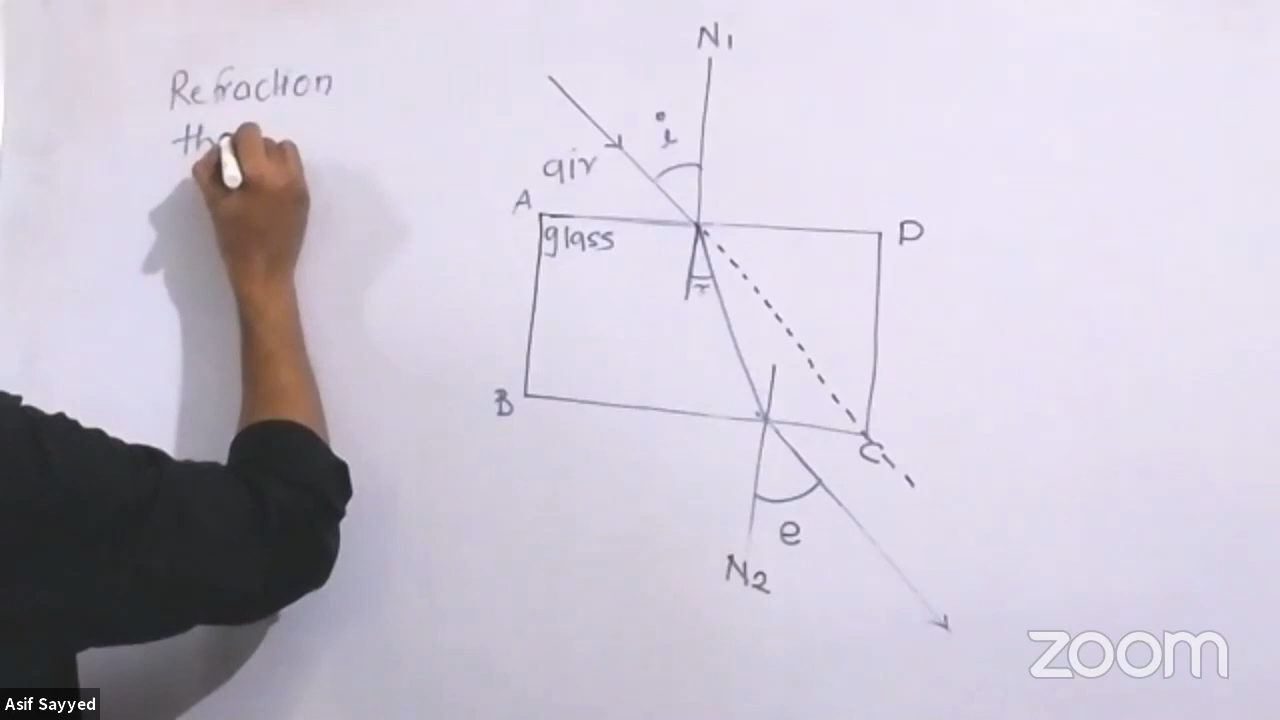 Refraction
N1
i
air
A
D
glass
r
B
C
e
N2
zoom
Asif Sayyed